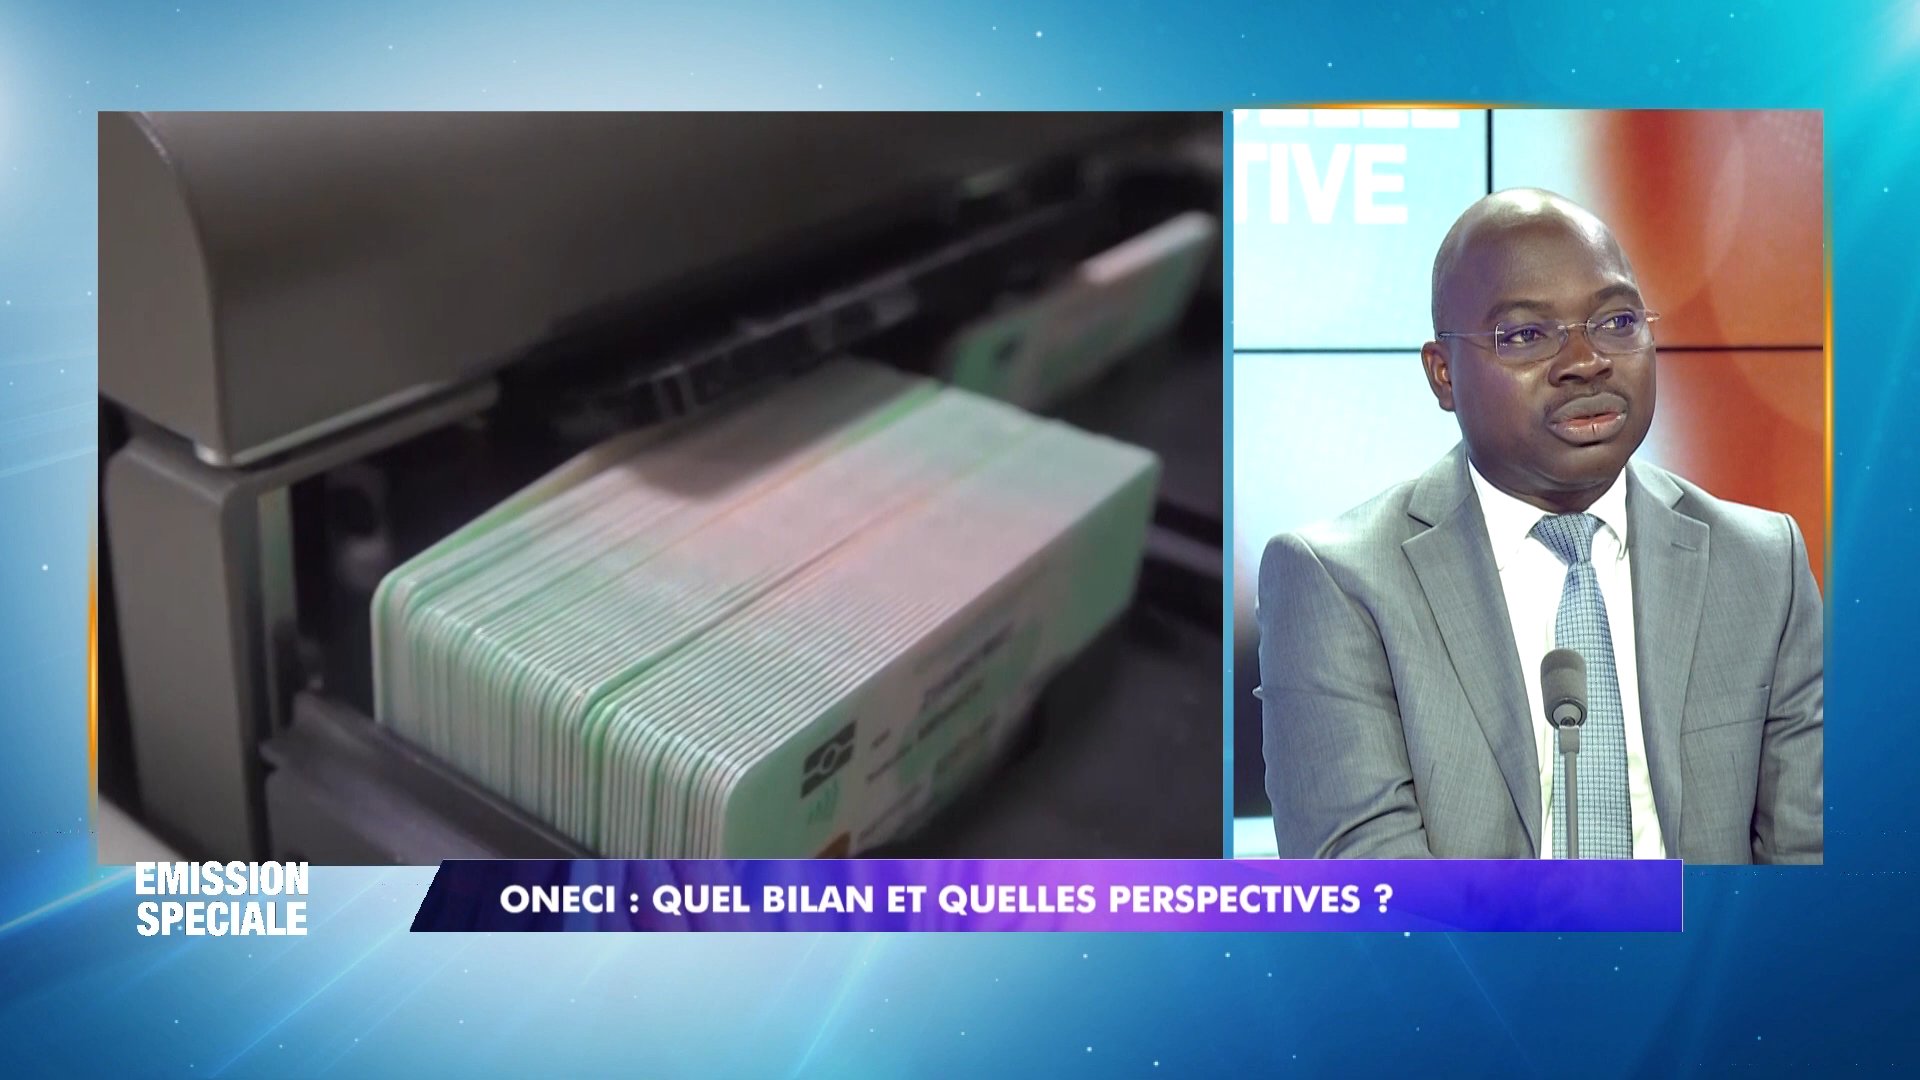 TIVE
EMISSION
SPECIALE
ONECI : QUEL BILAN ET QUELLES PERSPECTIVES ?